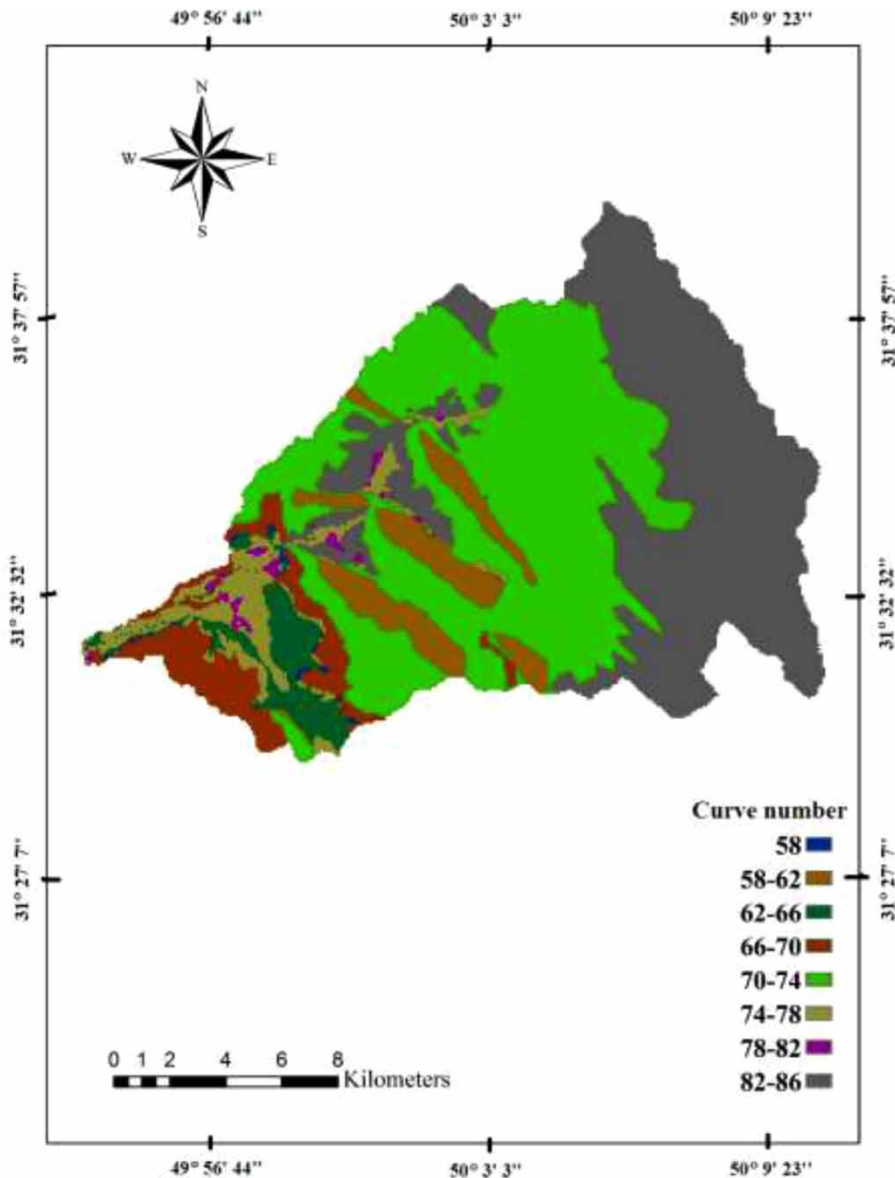 49° 56' 44'' 50° 3' 3'' 50° 9' 23''
N
W E
S
31° 37' 57'' 31° 37' 57''
31° 32' 32'' 31° 32' 32''
Curve number
58
58-62
62-66
66-70
70-74
74-78
78-82
82-86
31° 27' 7'' 31° 27' 7''
0 1 2 4 6 8
Kilometers
49° 56' 44'' 50° 3' 3'' 50° 9' 23''